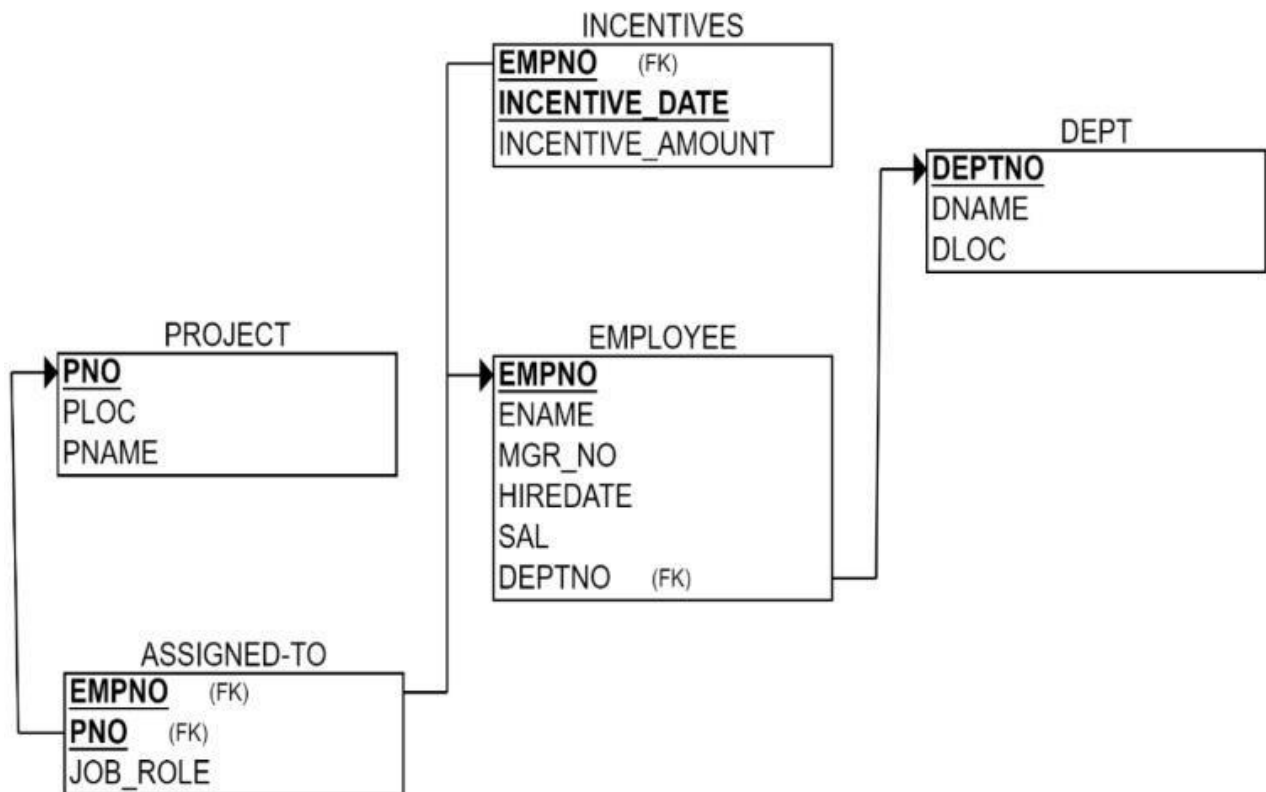 INCENTIVES
EMPNO (FK)
INCENTIVE_DATE
INCENTIVE_AMOUNT
DEPT
DEPTNO
DNAME
DLOC
PROJECT
PNO
PLOC
PNAME
EMPLOYEE
EMPNO
ENAME
MGR_NO
HIREDATE
SAL
DEPTNO (FK)
ASSIGNED-TO
EMPNO (FK)
PNO (FK)
JOB_ROLE